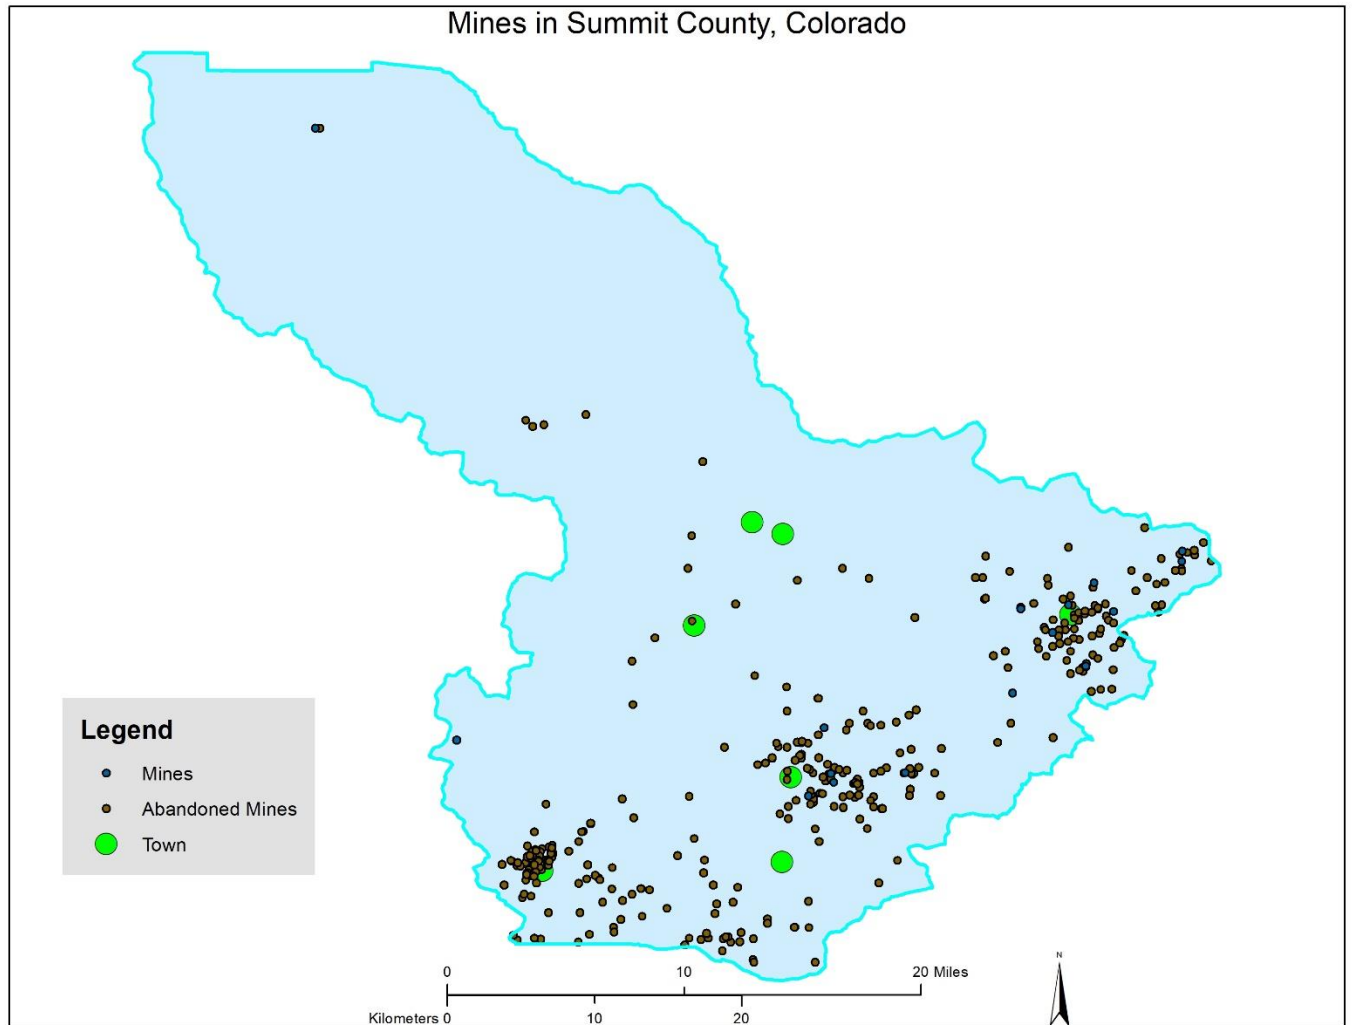 Mines in Summit County, Colorado
Legend
Mines
Abandoned Mines
Town
N
0 10 20 Miles
Kilometers 0 10 20